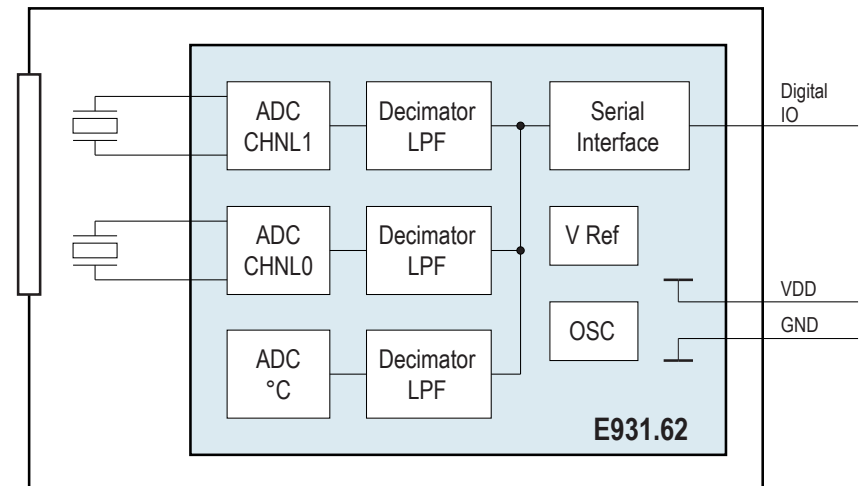 ADC
CHNL1
Decimator
LPF
Serial
Interface
Digital
IO
ADC
CHNL0
Decimator
LPF
V Ref
VDD
GND
OSC
ADC
°C
Decimator
LPF
E931.62